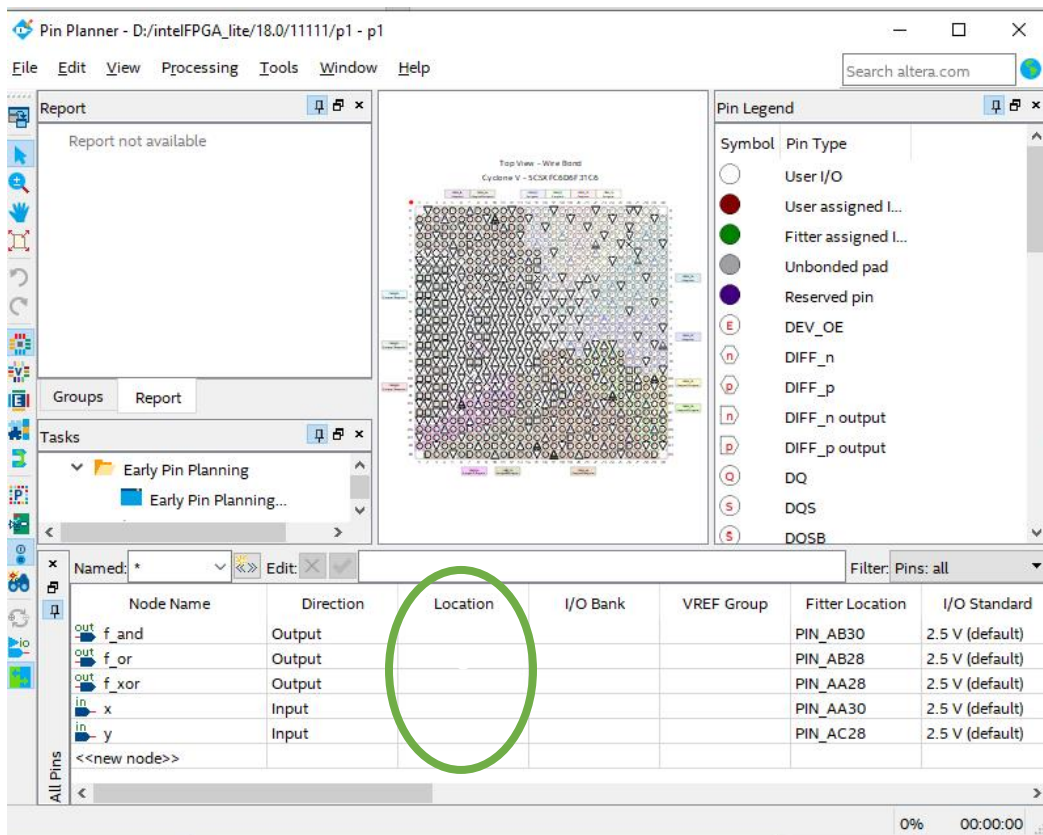 Pin Planner - D:/intelFPGA_lite/18.0/11111/p1 - p1
File Edit View Processing Tools Window Help
Search altera.com
Report
Report not available
Groups Report
Tasks
Early Pin Planning
Early Pin Planning...
Top View - Wire Bond
Cyclone V - 5CSXFC6D6F31C6
Pin Legend
Symbol Pin Type
User I/O
User assigned I...
Fitter assigned I...
Unbonded pad
Reserved pin
E DEV_OE
n DIFF_n
p DIFF_p
n DIFF_n output
p DIFF_p output
Q DQ
S DQS
S DQSB
Named: * Edit: Filter: Pins: all
Node Name Direction Location I/O Bank VREF Group Fitter Location I/O Standard
out f_and Output PIN_AB30 2.5 V (default)
out f_or Output PIN_AB28 2.5 V (default)
out f_xor Output PIN_AA28 2.5 V (default)
in x Input PIN_AA30 2.5 V (default)
in y Input PIN_AC28 2.5 V (default)
<<new node>>
All Pins
0% 00:00:00